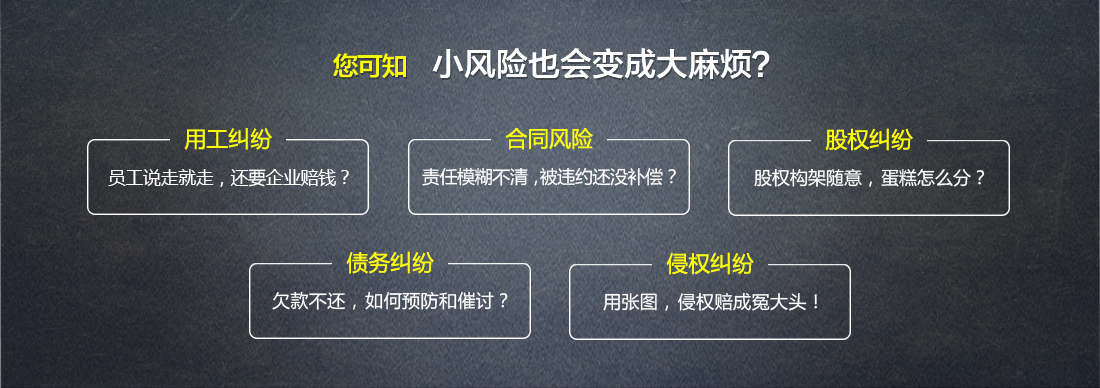 您可知 小风险也会变成大麻烦?
用工纠纷
员工说走就走，还要企业赔钱？
合同风险
责任模糊不清，被违约还没补偿？
股权纠纷
股权构架随意，蛋糕怎么分？
债务纠纷
欠款不还，如何预防和催讨？
侵权纠纷
用张图，侵权赔成冤大头！